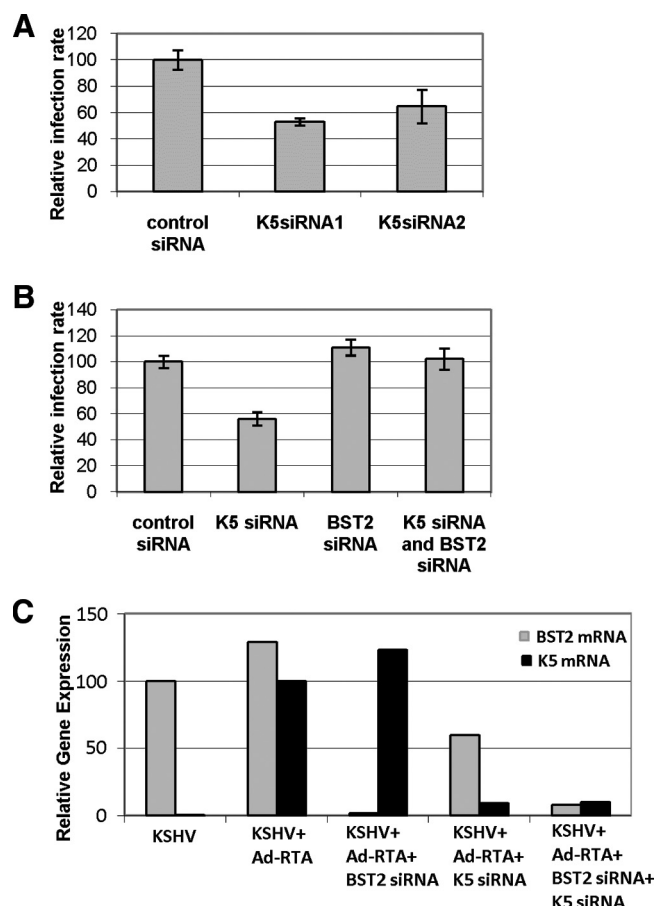 A
Relative infection rate
120
100
80
60
40
20
0
control
siRNA
K5siRNA1
K5siRNA2
B
Relative infection rate
140
120
100
80
60
40
20
0
control
siRNA
K5 siRNA
BST2
siRNA
K5 siRNA
and BST2
siRNA
C
Relative Gene Expression
150
100
50
0
BST2 mRNA
K5 mRNA
KSHV
KSHV+
Ad-RTA
KSHV+
Ad-RTA+
BST2 siRNA
KSHV+
Ad-RTA+
K5 siRNA
KSHV+
Ad-RTA+
BST2 siRNA+
K5 siRNA